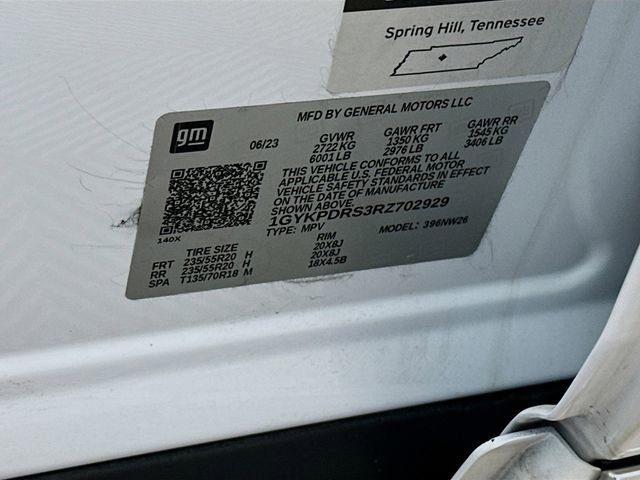 Spring Hill, Tennessee
MFD BY GENERAL MOTORS LLC
gm
06/23
GVWR GAWR FRT GAWR RR
2722 KG 1350 KG 1545 KG
6001 LB 2976 LB 3406 LB
THIS VEHICLE CONFORMS TO ALL
APPLICABLE U.S. FEDERAL MOTOR
VEHICLE SAFETY STANDARDS IN EFFECT
ON THE DATE OF MANUFACTURE
SHOWN ABOVE.
1GYKPDRS3RZ702929
TYPE: MPV MODEL: 396NW26
140X
TIRE SIZE RIM
FRT 235/55R20 H 20X8J
RR 235/55R20 H 20X8J
SPA T135/70R18 M 18X4.5B